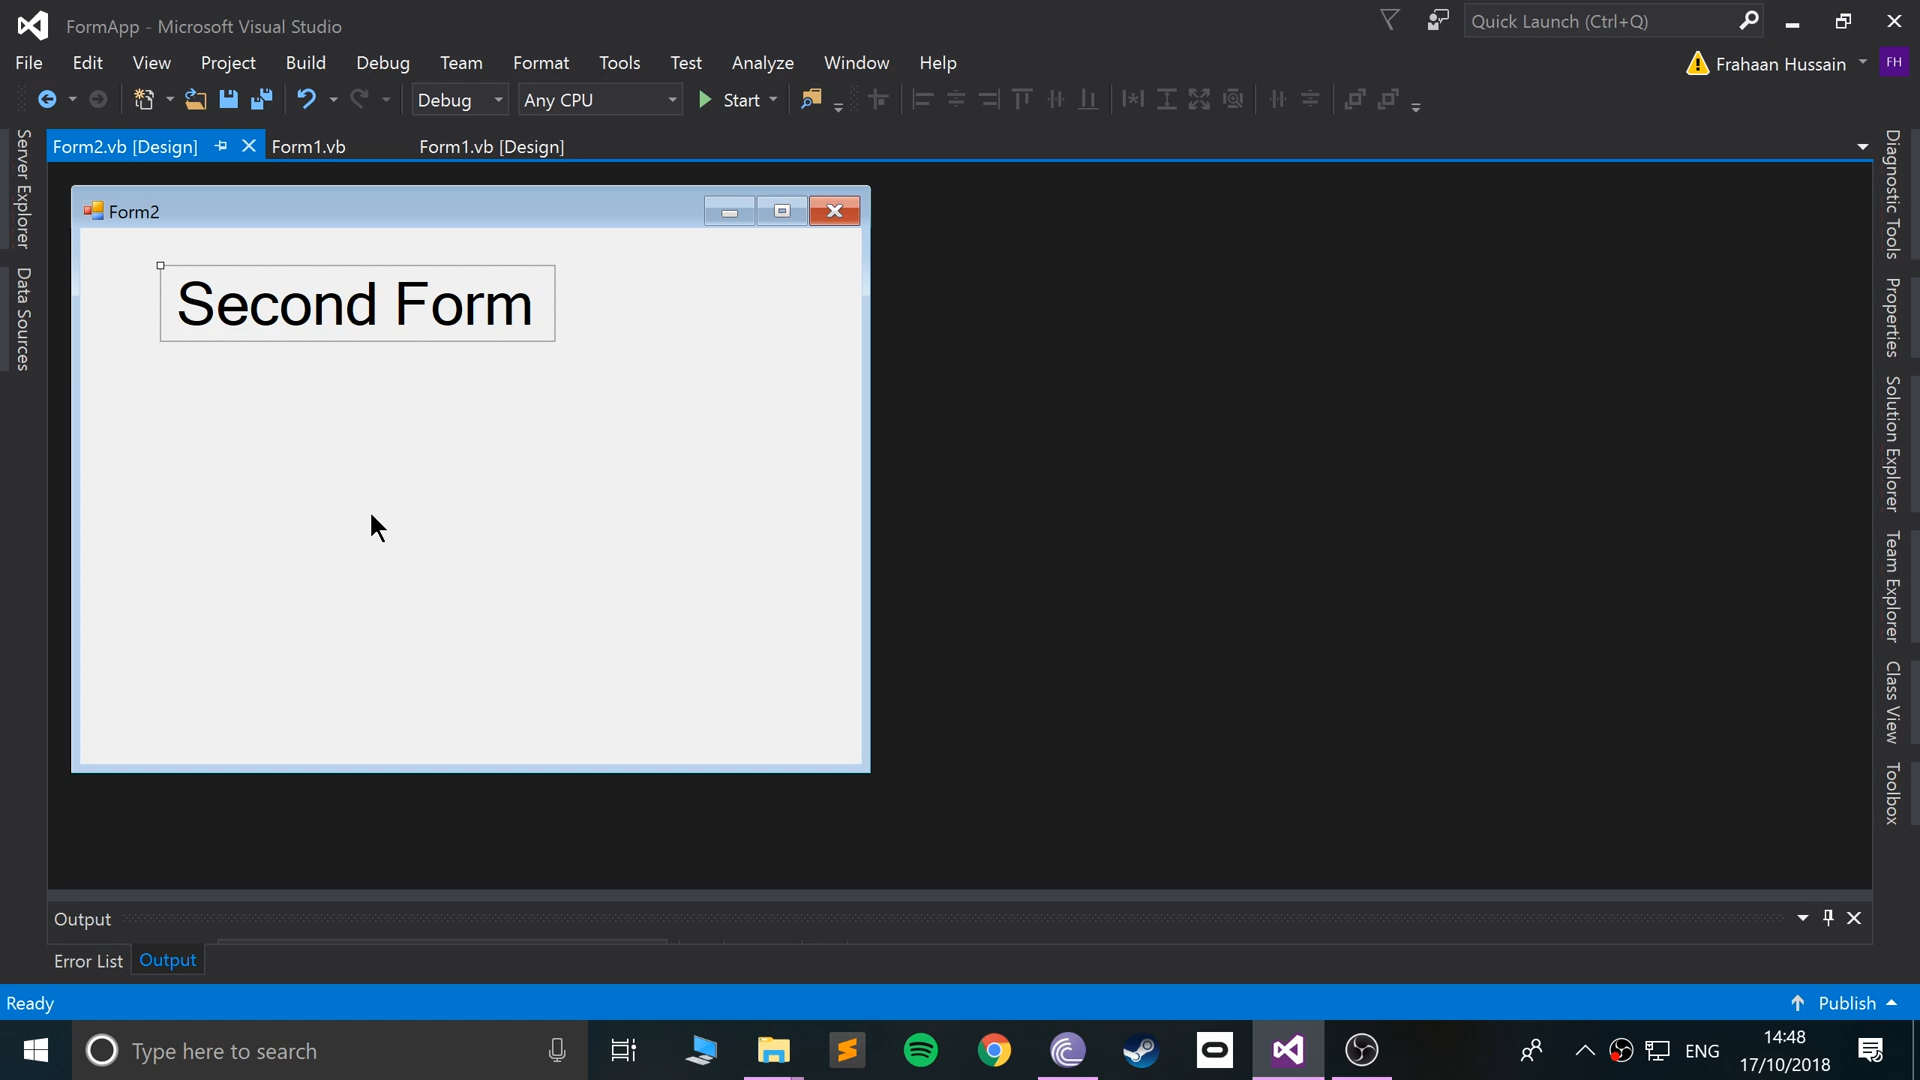 FormApp - Microsoft Visual Studio
Quick Launch (Ctrl+Q)
File Edit View Project Build Debug Team Format Tools Test Analyze Window Help
Frahaan Hussain FH
Debug Any CPU Start
Form2.vb [Design] Form1.vb Form1.vb [Design]
Server Explorer
Data Sources
Form2
Second Form
Diagnostic Tools
Properties
Solution Explorer
Team Explorer
Class View
Toolbox
Output
Error List Output
Ready
Publish
Type here to search
ENG
14:48
17/10/2018